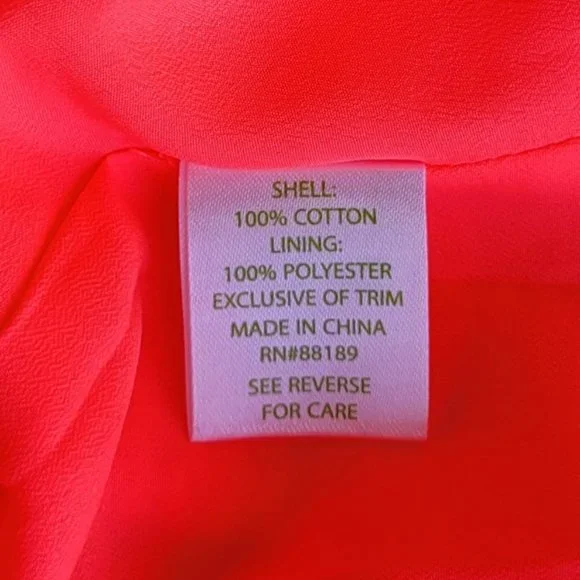 SHELL:
100% COTTON
LINING:
100% POLYESTER
EXCLUSIVE OF TRIM
MADE IN CHINA
RN#88189
SEE REVERSE
FOR CARE